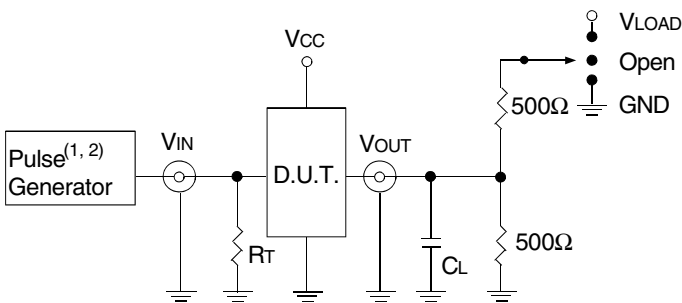 VLOAD
VCC
Open
500Ω
GND
Pulse(1, 2)
Generator
VIN
D.U.T.
VOUT
RT
CL
500Ω